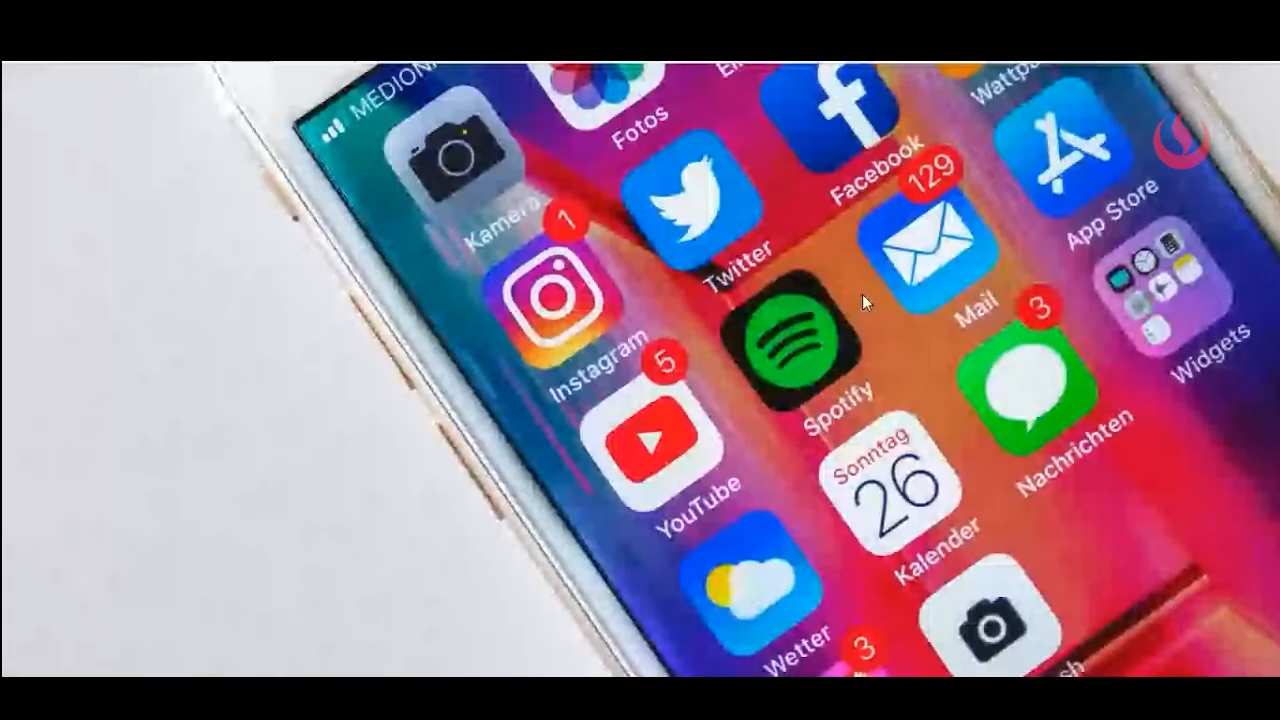 MEDION
Fotos
Wattpa
Kamera
Twitter
Facebook
129
App Store
1
Instagram
Spotify
Mail
3
Widgets
5
YouTube
Sonntag
26
Kalender
Nachrichten
Wetter
3